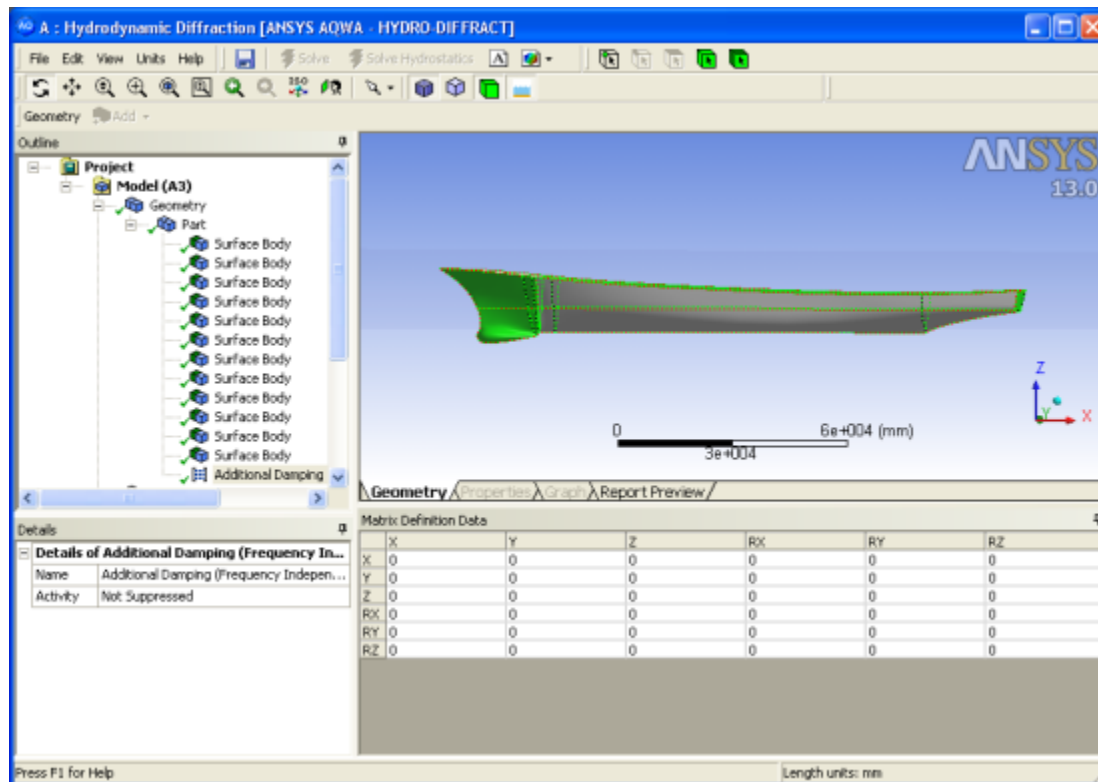 A : Hydrodynamic Diffraction [ANSYS AQWA - HYDRO-DIFFRACT]
File Edit View Units Help Solve Solve Hydrostatics A
ISO
Geometry Add
Outline
Project
Model (A3)
Geometry
Part
Surface Body
Surface Body
Surface Body
Surface Body
Surface Body
Surface Body
Surface Body
Surface Body
Surface Body
Surface Body
Surface Body
Surface Body
Additional Damping
ANSYS
13.0
Z
Y
X
0 6e+004 (mm)
3e+004
Geometry Properties Graph Report Preview
Details
Details of Additional Damping (Frequency In...
Name Additional Damping (Frequency Indepen...
Activity Not Suppressed
Matrix Definition Data
X Y Z RX RY RZ
X 0 0 0 0 0 0
Y 0 0 0 0 0 0
Z 0 0 0 0 0 0
RX 0 0 0 0 0 0
RY 0 0 0 0 0 0
RZ 0 0 0 0 0 0
Press F1 for Help
Length units: mm